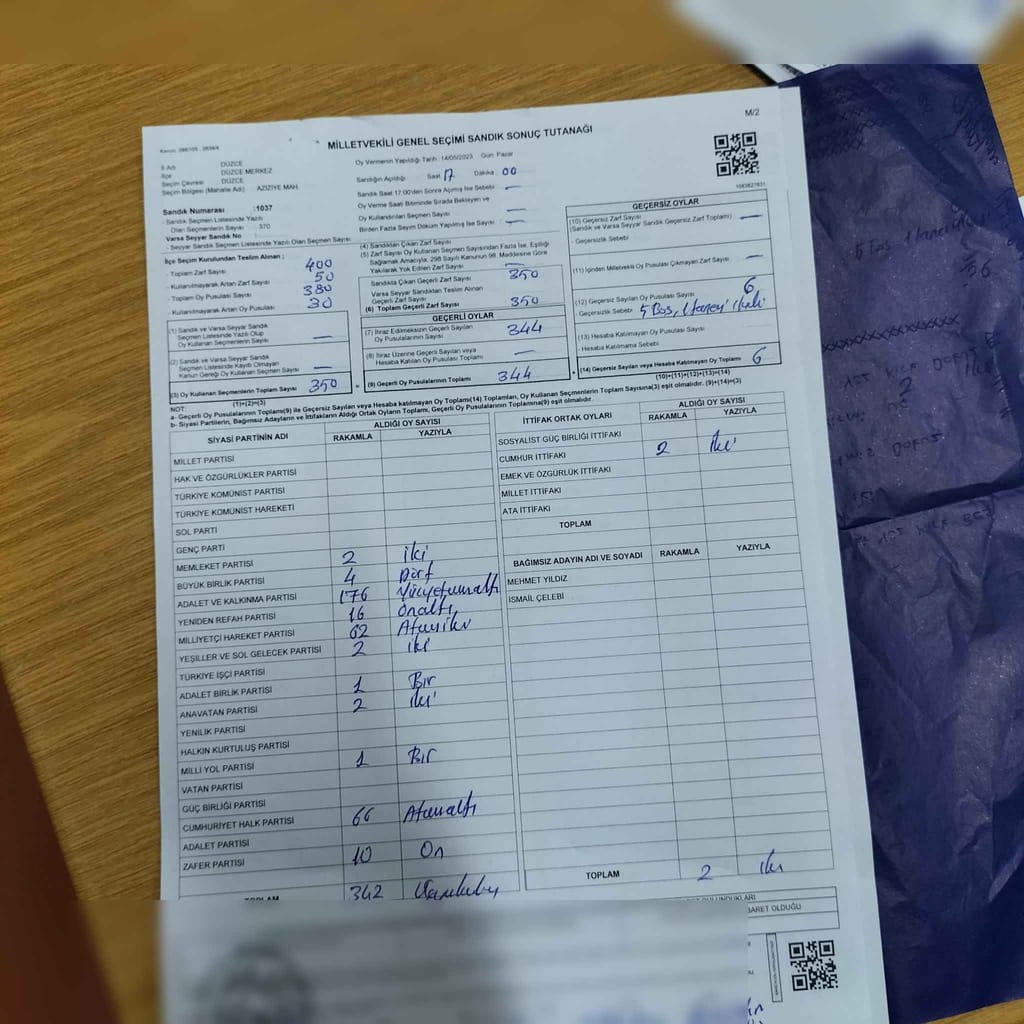 M/2
MİLLETVEKİLİ GENEL SEÇİMİ SANDIK SONUÇ TUTANAĞI
İl Adı DÜZCE
İlçe DÜZCE MERKEZ
Seçim Çevresi DÜZCE
Seçim Bölgesi (Mahalle Adı) AZİZİYE MAH.
Sandık Numarası :1037
- Sandık Seçmen Listesinde Yazılı
Olan Seçmenlerin Sayısı : 370
Varsa Seyyar Sandık No :
- Seyyar Sandık Listesinde Yazılı Olan Seçmen Sayısı
Oy Vermenin Yapıldığı Tarih : 14/05/2023 Gün: Pazar
Sandığın Açıldığı Saat 17 Dakika 00
Sandık Saat 17:00'den Sonra Açılmış İse Sebebi —
Oy Verme Saati Bitiminde Sırada Bekleyen ve
Oy Kullandırılan Seçmen Sayısı —
Birden Fazla Sayım Döküm Yapılmış İse Sayısı : —
1083627831
İlçe Seçim Kurulundan Teslim Alınan ;
- Toplam Zarf Sayısı 400
- Kullanılmayarak Artan Zarf Sayısı 50
- Toplam Oy Pusulası Sayısı 380
- Kullanılmayarak Artan Oy Pusulası 30
(1) Sandık ve Varsa Seyyar Sandık
Seçmen Listesinde Yazılı Olup
Oy Kullanan Seçmenlerin Sayısı —
(2) Sandık ve Varsa Seyyar Sandık
Seçmen Listesinde Kayıtlı Olmayan
Kanun Gereği Oy Kullanan Seçmen Sayısı —
(3) Oy Kullanan Seçmenlerin Toplam Sayısı 350
(1)+(2)=(3)
(4) Sandıktan Çıkan Zarf Sayısı
(5) Zarf Sayısı Oy Kullanan Seçmen Sayısından Fazla İse, Eşitliği
Sağlamak Amacıyla, 298 Sayılı Kanunun 98. Maddesine Göre
Yakılarak Yok Edilen Zarf Sayısı —
Sandıkta Çıkan Geçerli Zarf Sayısı 350
Varsa Seyyar Sandıktan Teslim Alınan
Geçerli Zarf Sayısı
(6) Toplam Geçerli Zarf Sayısı 350
GEÇERLİ OYLAR
(7) İtiraz Edilmeksizin Geçerli Sayılan
Oy Pusulalarının Sayısı 344
(8) İtiraz Üzerine Geçerli Sayılan veya
Hesaba Katılan Oy Pusulası Toplamı —
(9) Geçerli Oy Pusulalarının Toplamı 344
GEÇERSİZ OYLAR
(10) Geçersiz Zarf Sayısı
(Sandık ve Varsa Seyyar Sandık Geçersiz Zarf Toplamı) —
Geçersizlik Sebebi
(11) İçinden Milletvekili Oy Pusulası Çıkmayan Zarf Sayısı —
(12) Geçersiz Sayılan Oy Pusulası Sayısı 6
- Geçersizlik Sebebi 5 Boş, 1 tanesi
(13) Hesaba Katılmayan Oy Pusulası Sayısı
- Hesaba Katılmama Sebebi
(14) Geçersiz Sayılan veya Hesaba Katılmayan Oy Toplamı 6
(10)+(11)+(12)+(13)=(14)
NOT:
a- Geçerli Oy Pusulalarının Toplamı(9) ile Geçersiz Sayılan veya Hesaba katılmayan Oy Toplamı(14) Toplamları, Oy Kullanan Seçmenlerin Toplam Sayısına(3) eşit olmalıdır. (9)+(14)=(3)
b- Siyasi Partilerin, Bağımsız Adayların ve İttifakların Aldığı Ortak Oyların Toplamı, Geçerli Oy Pusulalarının Toplamına(9) eşit olmalıdır.
SİYASİ PARTİNİN ADI ALDIĞI OY SAYISI
RAKAMLA YAZIYLA
MİLLET PARTİSİ
HAK VE ÖZGÜRLÜKLER PARTİSİ
TÜRKİYE KOMÜNİST PARTİSİ
TÜRKİYE KOMÜNİST HAREKETİ
SOL PARTİ
GENÇ PARTİ
MEMLEKET PARTİSİ 2 iki
BÜYÜK BİRLİK PARTİSİ 4 Dört
ADALET VE KALKINMA PARTİSİ 176 Yüzyetmişaltı
YENİDEN REFAH PARTİSİ 16 Onaltı
MİLLİYETÇİ HAREKET PARTİSİ 62 Atmışiki
YEŞİLLER VE SOL GELECEK PARTİSİ 2 iki
TÜRKİYE İŞÇİ PARTİSİ
ADALET BİRLİK PARTİSİ 1 Bir
ANAVATAN PARTİSİ 2 iki
YENİLİK PARTİSİ
HALKIN KURTULUŞ PARTİSİ
MİLLİ YOL PARTİSİ 1 Bir
VATAN PARTİSİ
GÜÇ BİRLİĞİ PARTİSİ
CUMHURİYET HALK PARTİSİ 66 Atmışaltı
ADALET PARTİSİ
ZAFER PARTİSİ 10 On
TOPLAM 342
İTTİFAK ORTAK OYLARI ALDIĞI OY SAYISI
RAKAMLA YAZIYLA
SOSYALİST GÜÇ BİRLİĞİ İTTİFAKI
CUMHUR İTTİFAKI 2 İki
EMEK VE ÖZGÜRLÜK İTTİFAKI
MİLLET İTTİFAKI
ATA İTTİFAKI
TOPLAM
BAĞIMSIZ ADAYIN ADI VE SOYADI RAKAMLA YAZIYLA
MEHMET YILDIZ
İSMAİL ÇELEBİ
TOPLAM 2 iki